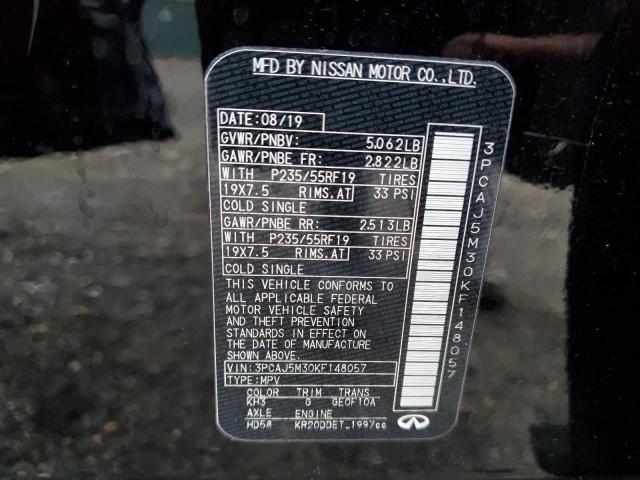 MFD BY NISSAN MOTOR CO.,LTD.
DATE:08/19
GVWR/PNBV: 5.062LB
GAWR/PNBE FR: 2.822LB
WITH P235/55RF19 TIRES
19X7.5 RIMS.AT 33 PSI
COLD SINGLE
GAWR/PNBE RR: 2.513LB
WITH P235/55RF19 TIRES
19X7.5 RIMS.AT 33 PSI
COLD SINGLE
THIS VEHICLE CONFORMS TO
ALL APPLICABLE FEDERAL
MOTOR VEHICLE SAFETY
AND THEFT PREVENTION
STANDARDS IN EFFECT ON
THE DATE OF MANUFACTURE
SHOWN ABOVE.
VIN:3PCAJ5M30KF148057
TYPE:MPV
COLOR TRIM TRANS
KH3 G GE0F10A
AXLE ENGINE
HD58 KR20DDET 1997cc
3PCAJ5M30KF148057